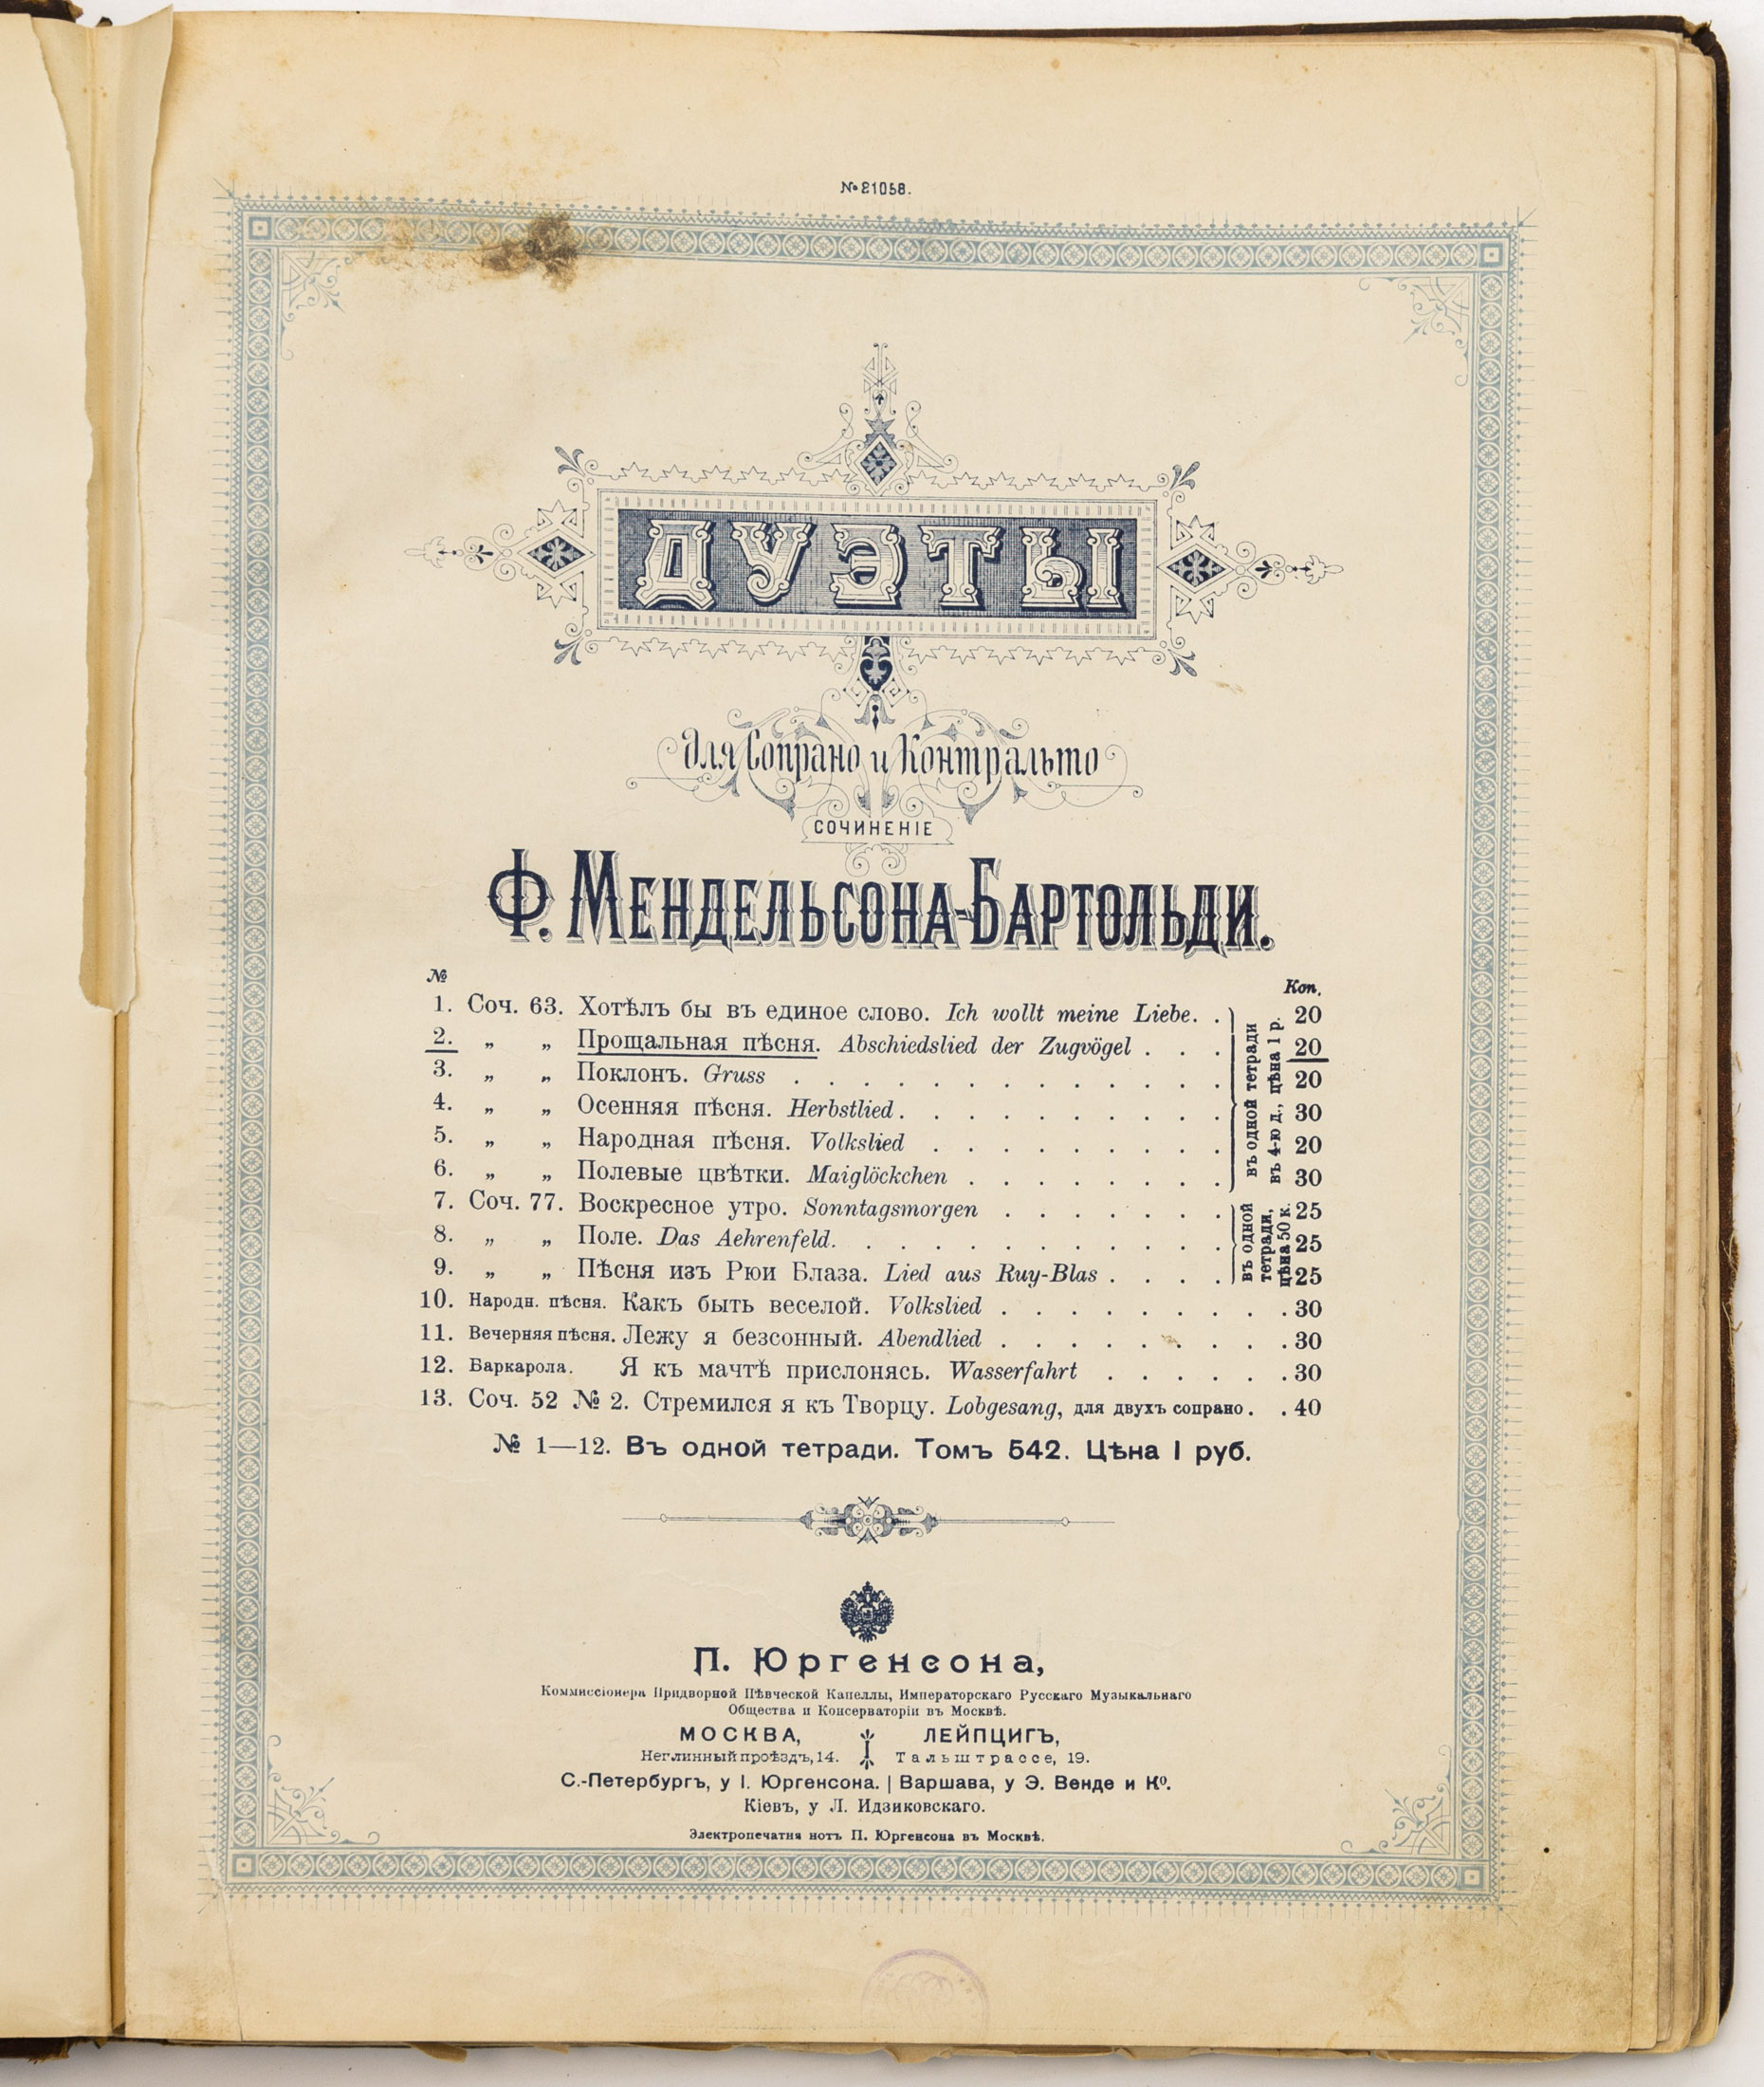 № 21058.
ДУЭТЫ
для Сопрано и Контральто
СОЧИНЕНІЕ
Ф. МЕНДЕЛЬСОНА-БАРТОЛЬДИ.
№ Коп.
1. Соч. 63. Хотѣлъ бы въ единое слово. Ich wollt meine Liebe. . 20
2. „ „ Прощальная пѣсня. Abschiedslied der Zugvögel . . . 20
3. „ „ Поклонъ. Gruss . . . . . . . . . . . . . 20
4. „ „ Осенняя пѣсня. Herbstlied . . . . . . . . . . 30
5. „ „ Народная пѣсня. Volkslied . . . . . . . . . 20
6. „ „ Полевые цвѣтки. Maiglöckchen . . . . . . . . 30
въ одной тетради
въ 4-ю д., цѣна 1 р.
7. Соч. 77. Воскресное утро. Sonntagsmorgen . . . . . . . 25
8. „ „ Поле. Das Aehrenfeld. . . . . . . . . . . . 25
9. „ „ Пѣсня изъ Рюи Блаза. Lied aus Ruy-Blas . . . . 25
въ одной
тетради,
цѣна 50 к.
10. Народн. пѣсня. Какъ быть веселой. Volkslied . . . . . . . . . 30
11. Вечерняя пѣсня. Лежу я безсонный. Abendlied . . . . . . . . . 30
12. Баркарола. Я къ мачтѣ прислонясь. Wasserfahrt . . . . . . 30
13. Соч. 52 № 2. Стремился я къ Творцу. Lobgesang, для двухъ сопрано . . 40
№ 1—12. Въ одной тетради. Томъ 542. Цѣна 1 руб.
П. Юргенсона,
Коммиссіонера Придворной Пѣвческой Капеллы, Императорскаго Русскаго Музыкальнаго
Общества и Консерваторіи въ Москвѣ.
МОСКВА, ЛЕЙПЦИГЪ,
Неглинный проѣздъ, 14. Тальштрассе, 19.
С.-Петербургъ, у I. Юргенсона. | Варшава, у Э. Венде и Ко.
Кіевъ, у Л. Идзиковскаго.
Электропечатня нотъ П. Юргенсона въ Москвѣ.